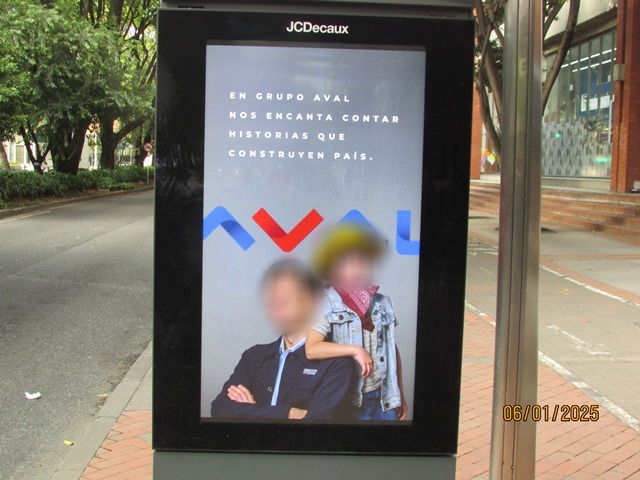 JCDecaux
EN GRUPO AVAL
NOS ENCANTA CONTAR
HISTORIAS QUE
CONSTRUYEN PAÍS.
AVAL
06/01/2025